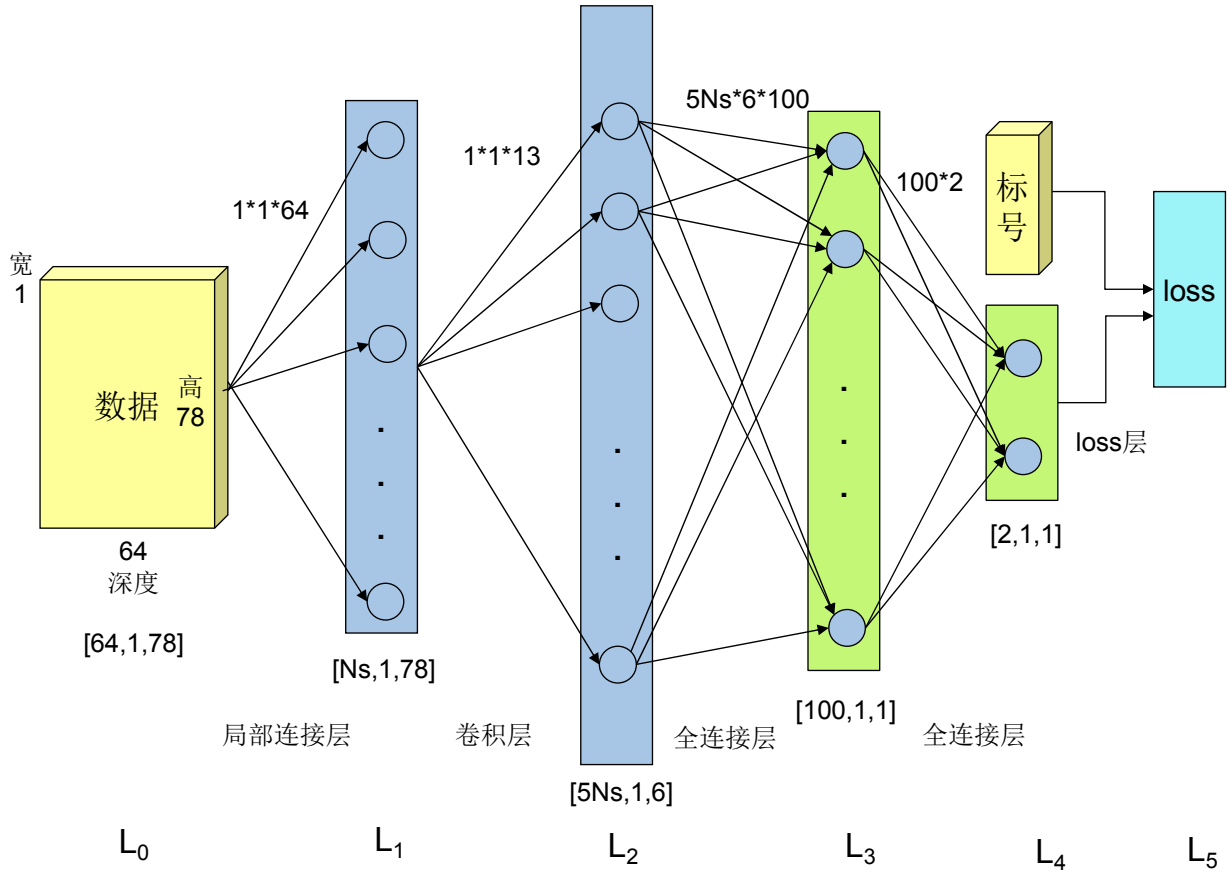 宽
1
数据
高
78
64
深度
[64,1,78]
1*1*64
[Ns,1,78]
局部连接层
1*1*13
卷积层
[5Ns,1,6]
5Ns*6*100
全连接层
[100,1,1]
100*2
全连接层
标号
[2,1,1]
loss层
loss
L0
L1
L2
L3
L4
L5